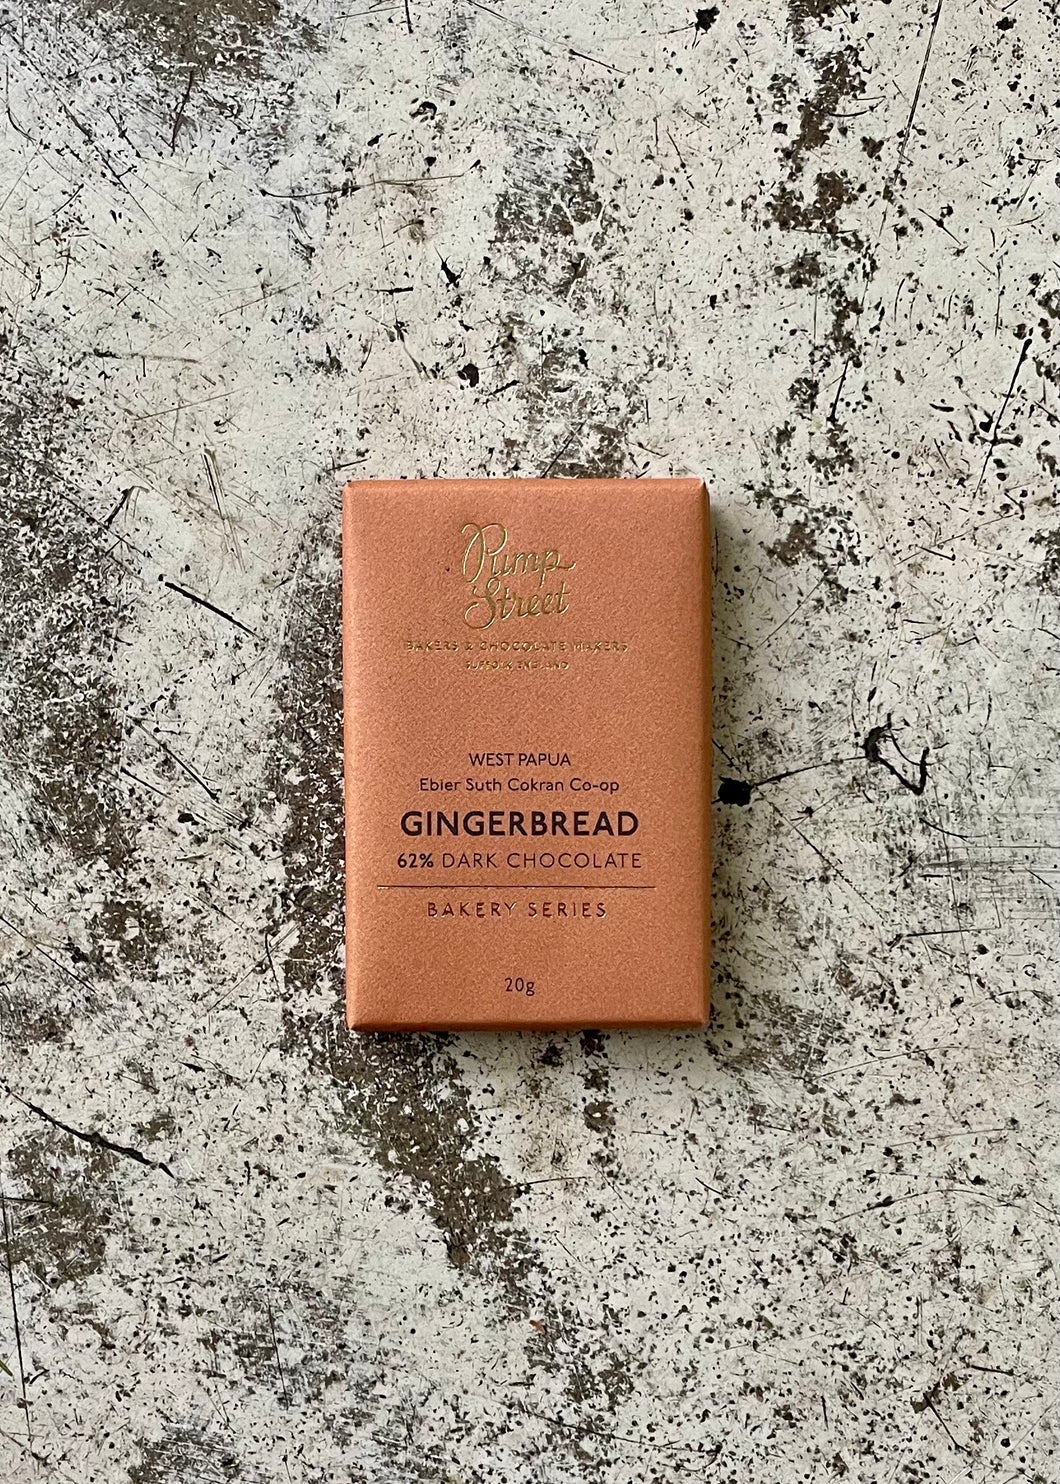 Pump
Street
BAKERS & CHOCOLATE MAKERS
SUFFOLK ENGLAND
WEST PAPUA
Ebier Suth Cokran Co-op
GINGERBREAD
62% DARK CHOCOLATE
BAKERY SERIES
20g